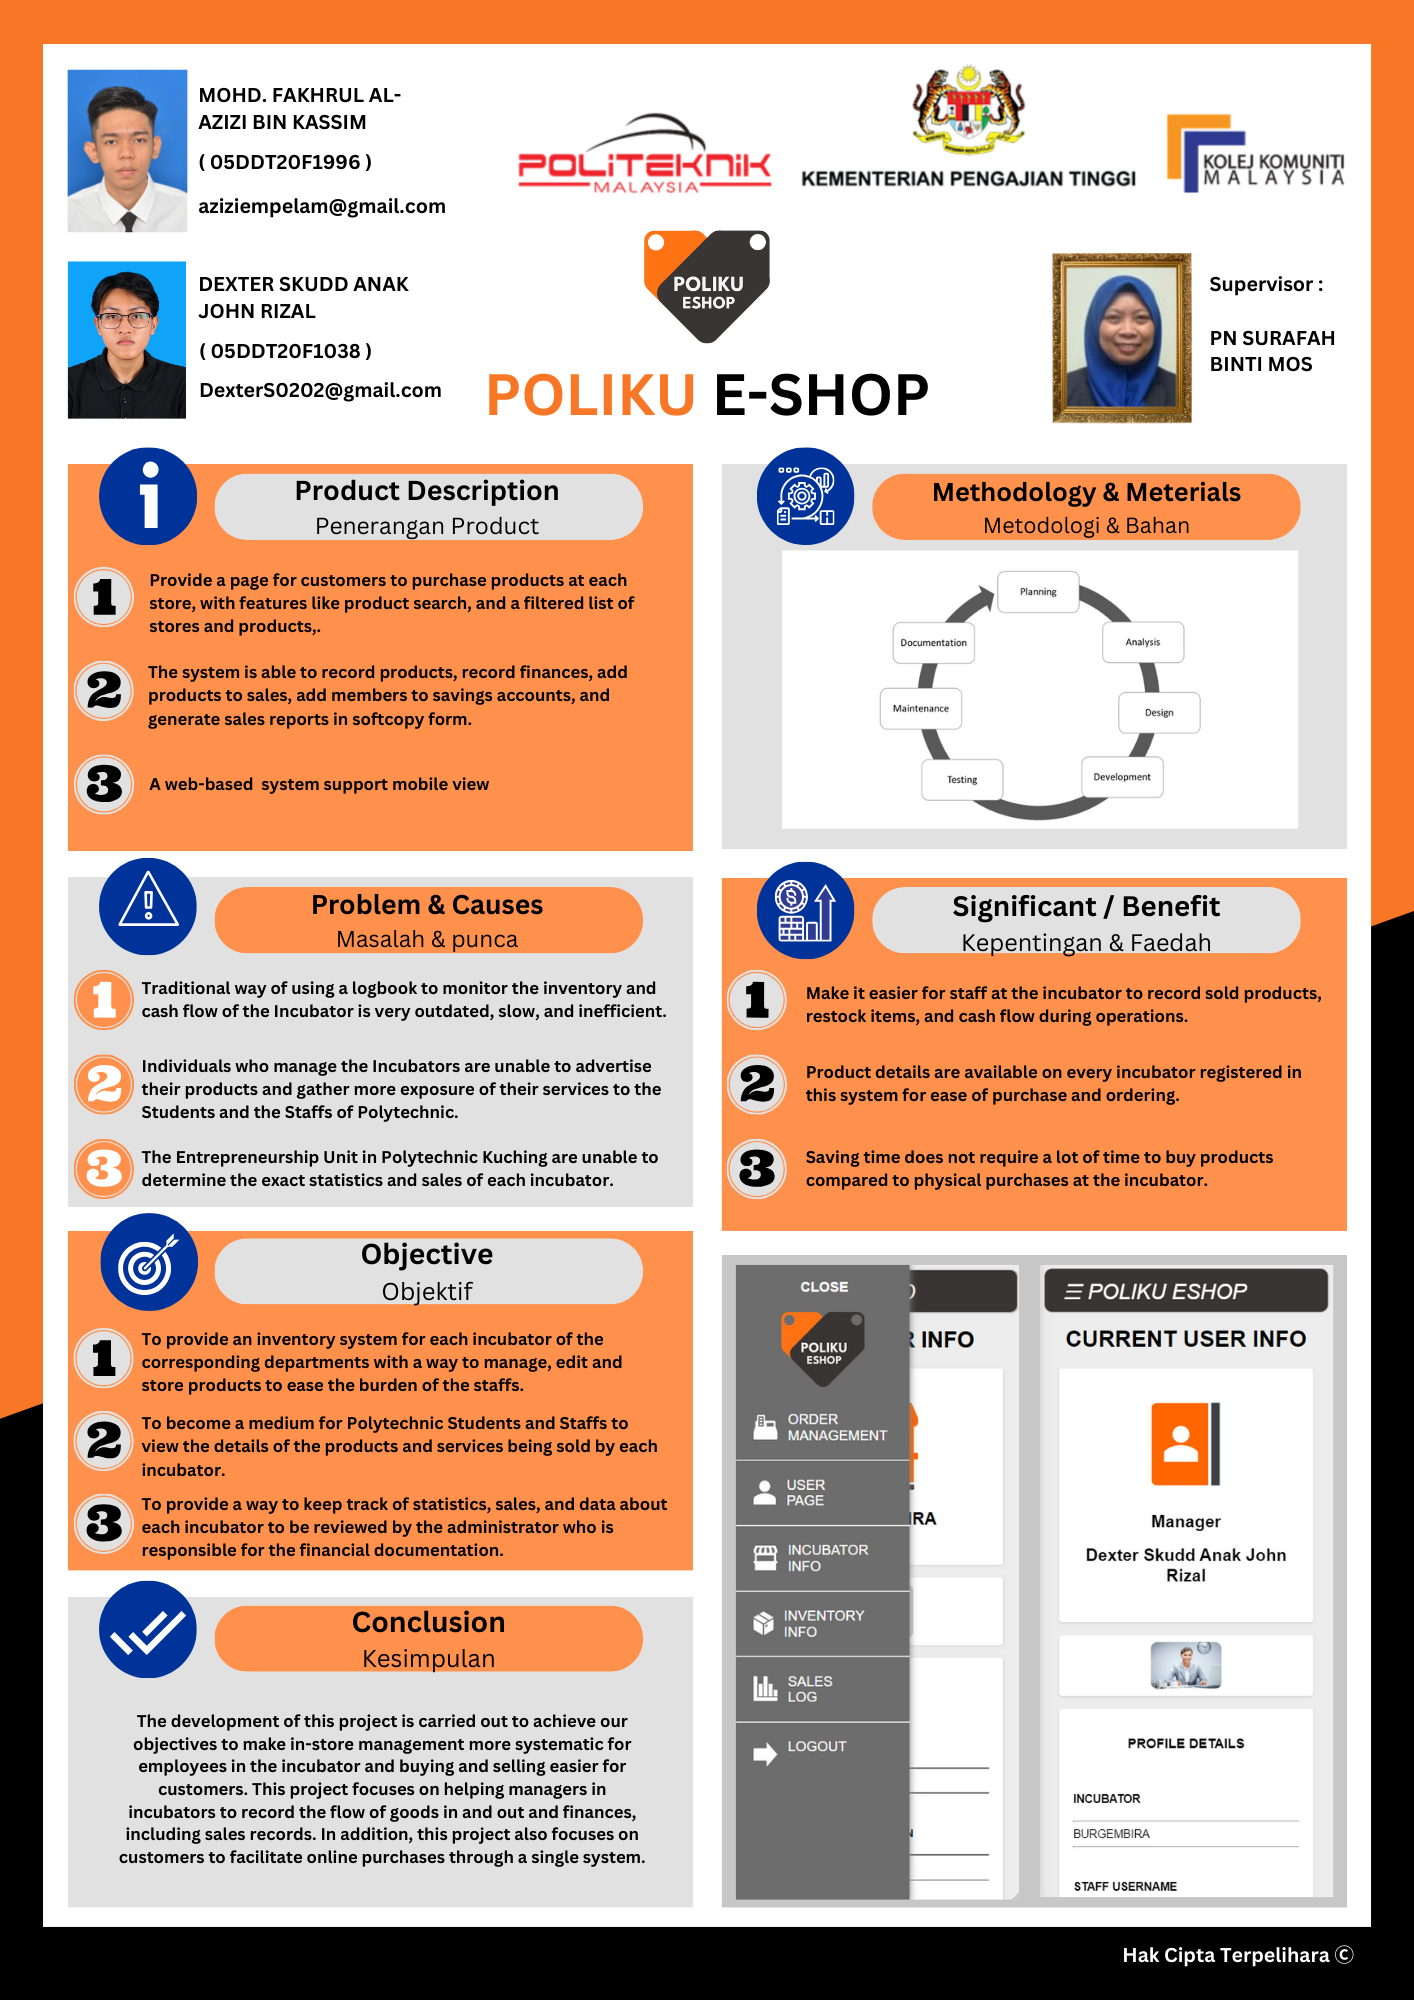 MOHD. FAKHRUL AL-
AZIZI BIN KASSIM
( 05DDT20F1996 )
aziziempelam@gmail.com
POLITEKNIK
MALAYSIA
KEMENTERIAN PENGAJIAN TINGGI
KOLEJ KOMUNITI
MALAYSIA
DEXTER SKUDD ANAK
JOHN RIZAL
( 05DDT20F1038 )
DexterS0202@gmail.com
POLIKU
ESHOP
POLIKU E-SHOP
Supervisor :
PN SURAFAH
BINTI MOS
Product Description
Penerangan Product
1
Provide a page for customers to purchase products at each
store, with features like product search, and a filtered list of
stores and products,.
2
The system is able to record products, record finances, add
products to sales, add members to savings accounts, and
generate sales reports in softcopy form.
3
A web-based  system support mobile view
Methodology & Meterials
Metodologi & Bahan
Planning
Analysis
Design
Development
Testing
Maintenance
Documentation
Problem & Causes
Masalah & punca
1
Traditional way of using a logbook to monitor the inventory and
cash flow of the Incubator is very outdated, slow, and inefficient.
2
Individuals who manage the Incubators are unable to advertise
their products and gather more exposure of their services to the
Students and the Staffs of Polytechnic.
3
The Entrepreneurship Unit in Polytechnic Kuching are unable to
determine the exact statistics and sales of each incubator.
Significant / Benefit
Kepentingan & Faedah
1
Make it easier for staff at the incubator to record sold products,
restock items, and cash flow during operations.
2
Product details are available on every incubator registered in
this system for ease of purchase and ordering.
3
Saving time does not require a lot of time to buy products
compared to physical purchases at the incubator.
Objective
Objektif
1
To provide an inventory system for each incubator of the
corresponding departments with a way to manage, edit and
store products to ease the burden of the staffs.
2
To become a medium for Polytechnic Students and Staffs to
view the details of the products and services being sold by each
incubator.
3
To provide a way to keep track of statistics, sales, and data about
each incubator to be reviewed by the administrator who is
responsible for the financial documentation.
Conclusion
Kesimpulan
The development of this project is carried out to achieve our
objectives to make in-store management more systematic for
employees in the incubator and buying and selling easier for
customers. This project focuses on helping managers in
incubators to record the flow of goods in and out and finances,
including sales records. In addition, this project also focuses on
customers to facilitate online purchases through a single system.
CLOSE
POLIKU
ESHOP
ORDER
MANAGEMENT
USER
PAGE
INCUBATOR
INFO
INVENTORY
INFO
SALES
LOG
LOGOUT
INFO
IRA
POLIKU ESHOP
CURRENT USER INFO
Manager
Dexter Skudd Anak John
Rizal
PROFILE DETAILS
INCUBATOR
BURGEMBIRA
STAFF USERNAME
Hak Cipta Terpelihara ©